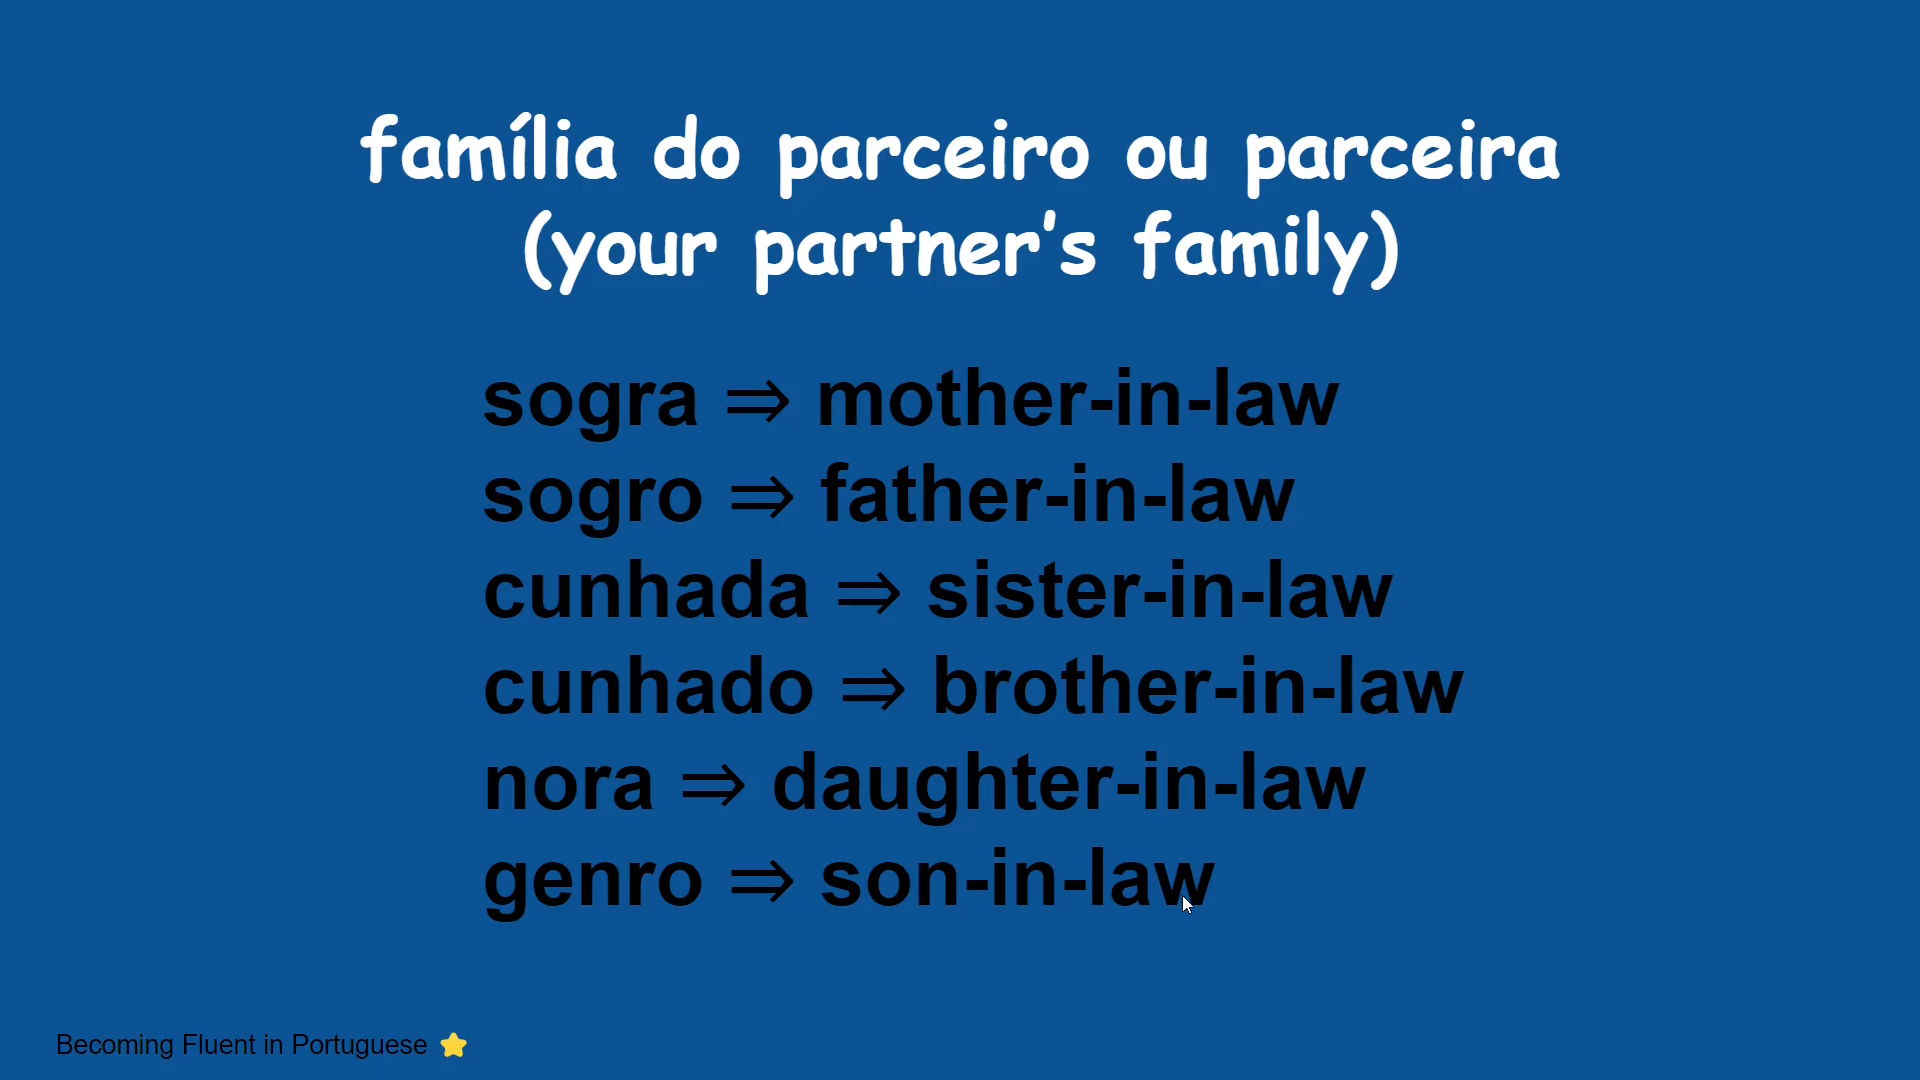 família do parceiro ou parceira
(your partner's family)
sogra ⇒ mother-in-law
sogro ⇒ father-in-law
cunhada ⇒ sister-in-law
cunhado ⇒ brother-in-law
nora ⇒ daughter-in-law
genro ⇒ son-in-law
Becoming Fluent in Portuguese ⭐